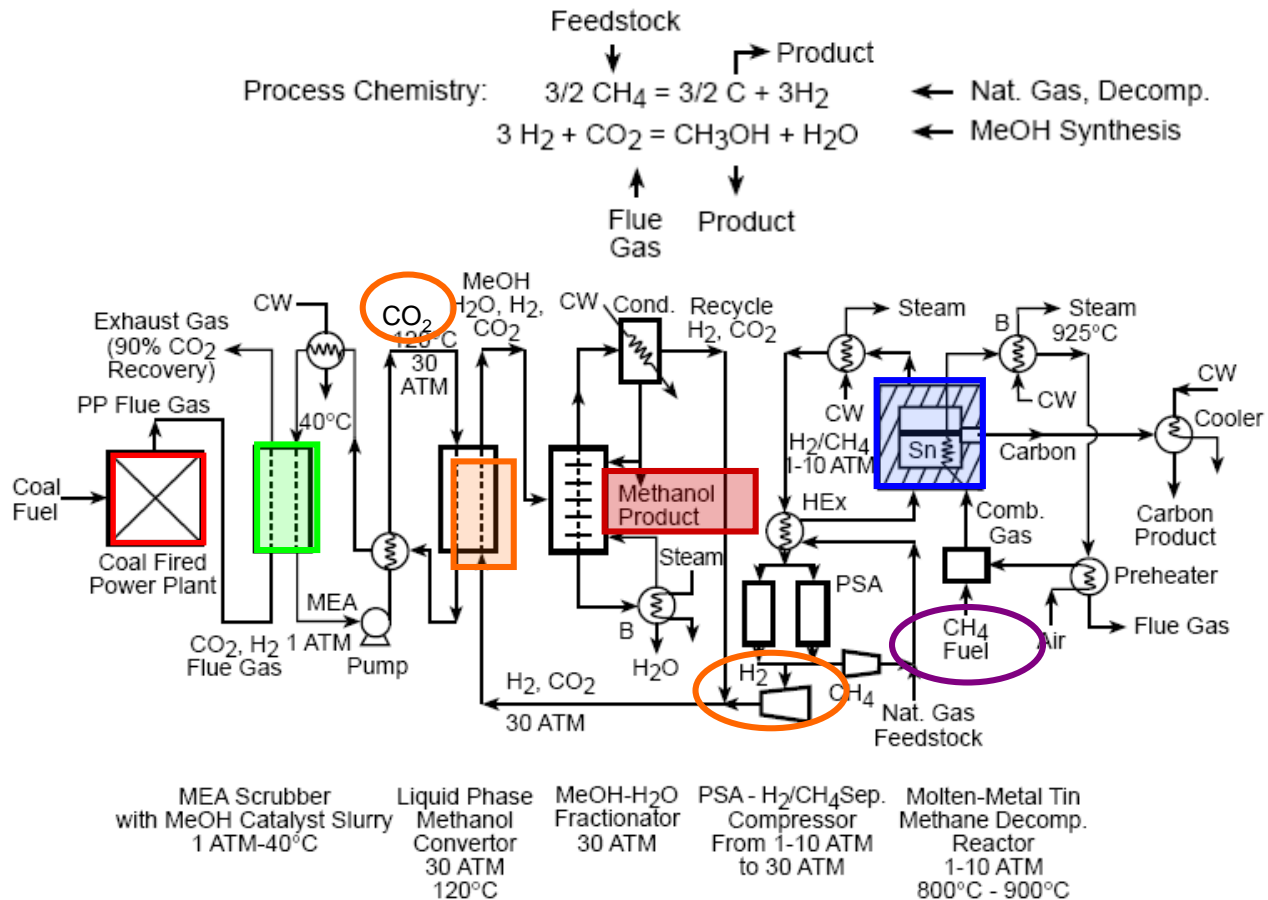 Feedstock
Product
Process Chemistry: 3/2 CH4 = 3/2 C + 3H2 Nat. Gas, Decomp.
3 H2 + CO2 = CH3OH + H2O MeOH Synthesis
Flue
Gas
Product
CW
Exhaust Gas
(90% CO2
Recovery)
PP Flue Gas
40°C
Coal
Fuel
Coal Fired
Power Plant
CO2, H2
Flue Gas
MEA
1 ATM
Pump
CO2
120°C
30
ATM
MeOH
H2O, H2,
CO2
CW
Cond.
Recycle
H2, CO2
Methanol
Product
Steam
B
H2O
H2, CO2
30 ATM
Steam
CW
H2/CH4
1-10 ATM
HEx
PSA
H2
CH4
Nat. Gas
Feedstock
Sn
B
Steam
925°C
CW
Carbon
CW
Cooler
Carbon
Product
Comb.
Gas
Preheater
CH4
Fuel
Air
Flue Gas
MEA Scrubber
with MeOH Catalyst Slurry
1 ATM-40°C
Liquid Phase
Methanol
Convertor
30 ATM
120°C
MeOH-H2O
Fractionator
30 ATM
PSA - H2/CH4Sep.
Compressor
From 1-10 ATM
to 30 ATM
Molten-Metal Tin
Methane Decomp.
Reactor
1-10 ATM
800°C - 900°C